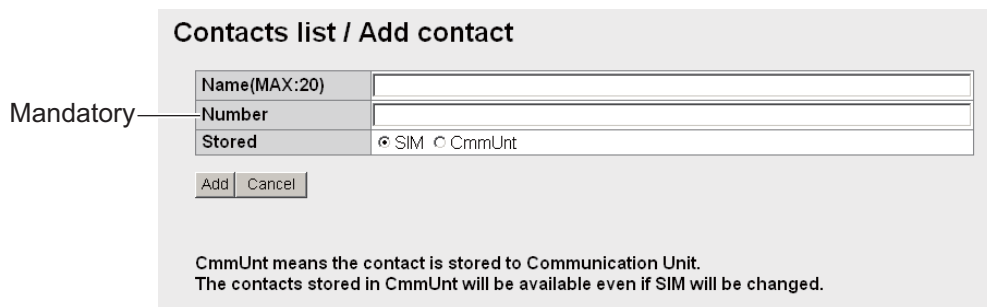 Contacts list / Add contact
Name(MAX:20)
Mandatory Number
Stored SIM CmmUnt
Add Cancel
CmmUnt means the contact is stored to Communication Unit.
The contacts stored in CmmUnt will be available even if SIM will be changed.